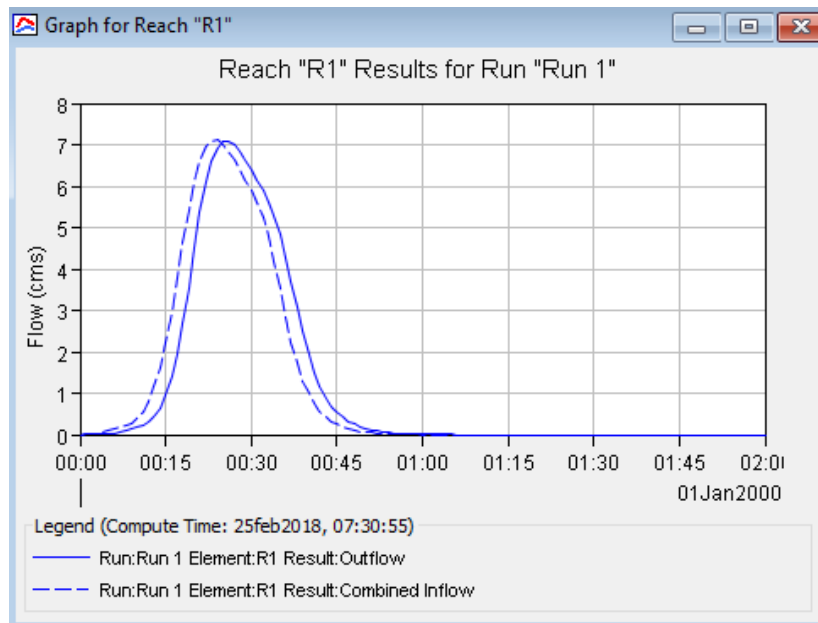 Graph for Reach "R1"
Reach "R1" Results for Run "Run 1"
8
7
6
5
4
3
2
1
0
Flow (cms)
00:00 00:15 00:30 00:45 01:00 01:15 01:30 01:45 02:0
01Jan2000
Legend (Compute Time: 25feb2018, 07:30:55)
Run:Run 1 Element:R1 Result:Outflow
Run:Run 1 Element:R1 Result:Combined Inflow